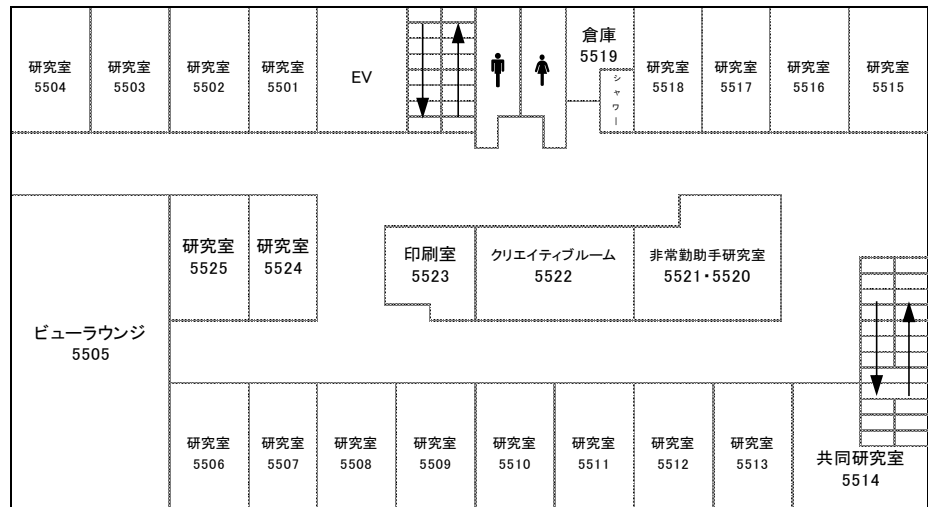 研究室
5504
研究室
5503
研究室
5502
研究室
5501
EV
倉庫
5519
シャワー
研究室
5518
研究室
5517
研究室
5516
研究室
5515
ビューラウンジ
5505
研究室
5525
研究室
5524
印刷室
5523
クリエイティブルーム
5522
非常勤助手研究室
5521・5520
研究室
5506
研究室
5507
研究室
5508
研究室
5509
研究室
5510
研究室
5511
研究室
5512
研究室
5513
共同研究室
5514